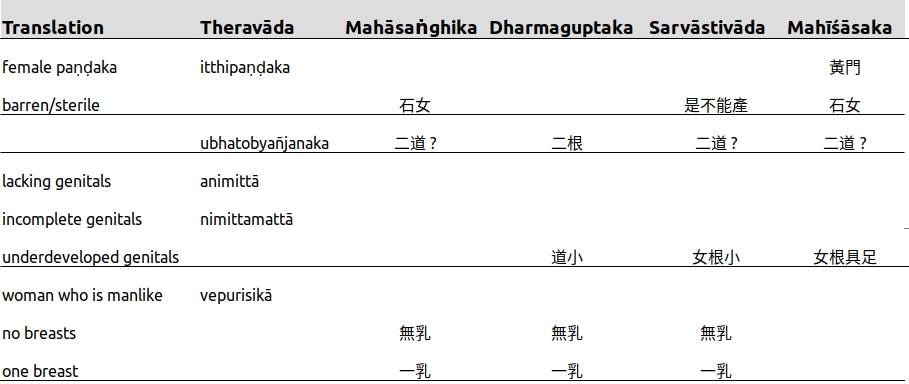 Translation Theravāda Mahāsaṅghika Dharmaguptaka Sarvāstivāda Mahīśāsaka
female paṇḍaka itthipaṇḍaka 黃門
barren/sterile 石女 是不能產 石女
ubhatobyañjanaka 二道 ? 二根 二道 ? 二道 ?
lacking genitals animittā
incomplete genitals nimittamattā
underdeveloped genitals 道小 女根小 女根具足
woman who is manlike vepurisikā
no breasts 無乳 無乳 無乳
one breast 一乳 一乳 一乳